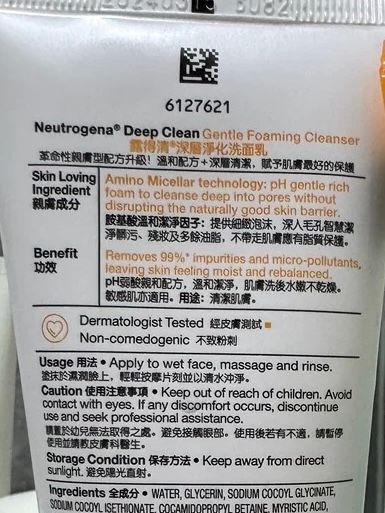 6127621
Neutrogena® Deep Clean Gentle Foaming Cleanser
露得清®深層淨化洗面乳
革命性親膚型配方升級! 溫和配方+深層清潔，賦予肌膚最好的保護
Skin Loving Ingredient 親膚成分
Amino Micellar technology: pH gentle rich
foam to cleanse deep into pores without
disrupting the naturally good skin barrier.
胺基酸溫和潔淨因子: 提供細緻泡沫，深入毛孔智慧潔
淨髒污、殘妝及多餘油脂，不帶走肌膚應有脂質保護。
Benefit 功效
Removes 99%* impurities and micro-pollutants,
leaving skin feeling moist and rebalanced.
pH弱酸親和配方，溫和潔淨，肌膚洗後水嫩不乾燥。
敏感肌亦適用。用途: 清潔肌膚。
Dermatologist Tested 經皮膚測試
Non-comedogenic 不致粉刺
Usage 用法 • Apply to wet face, massage and rinse.
塗抹於濕潤臉上，輕輕按摩片刻並以清水沖淨。
Caution 使用注意事項 • Keep out of reach of children. Avoid
contact with eyes. If any discomfort occurs, discontinue
use and seek professional assistance.
請置於幼兒無法取得之處。避免接觸眼部。使用後若有不適，請暫停
使用並請教皮膚科醫生。
Storage Condition 保存方法 • Keep away from direct
sunlight. 避免陽光直射。
Ingredients 全成分 • WATER, GLYCERIN, SODIUM COCOYL GLYCINATE,
SODIUM COCOYL ISETHIONATE, COCAMIDOPROPYL BETAINE, MYRISTIC ACID,